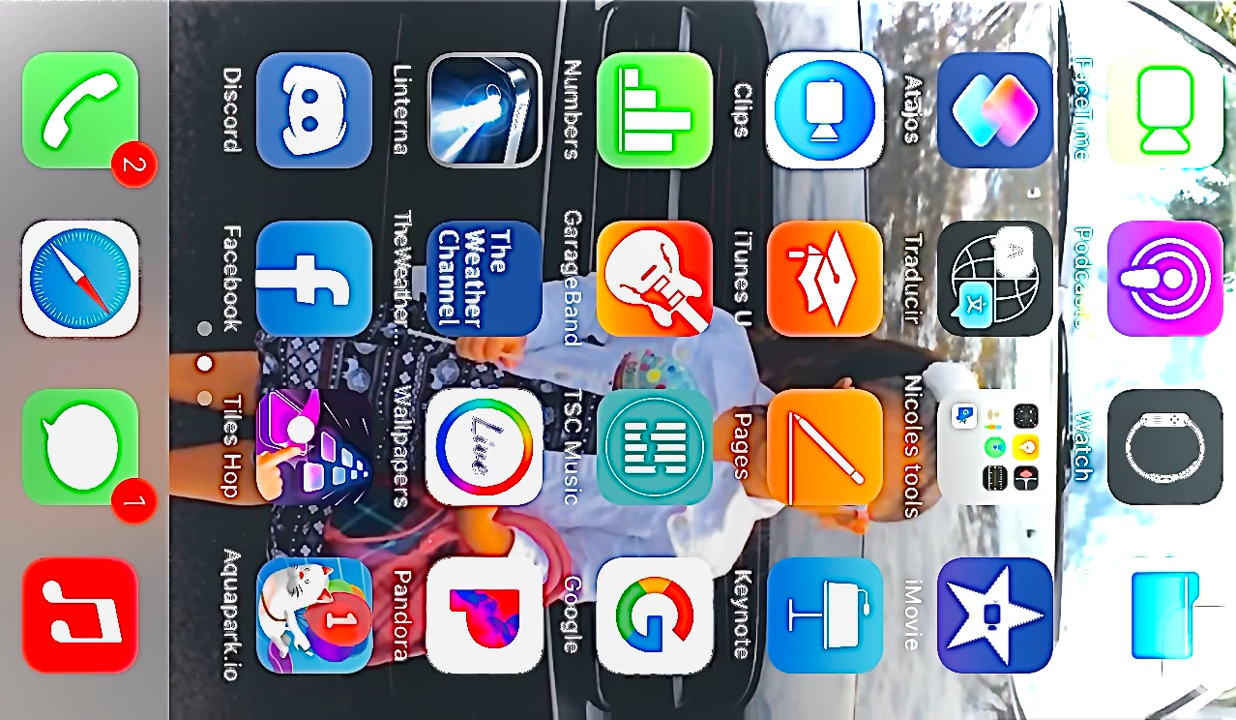 FaceTime Podcasts Watch
Atajos Traducir Nicoles tools iMovie
Clips iTunes U Pages Keynote
Numbers GarageBand TSC Music Google
The
Weather
Channel
Live
Linterna TheWeather... Wallpapers Pandora
1
Discord Facebook Tiles Hop Aquapark.io
2
1